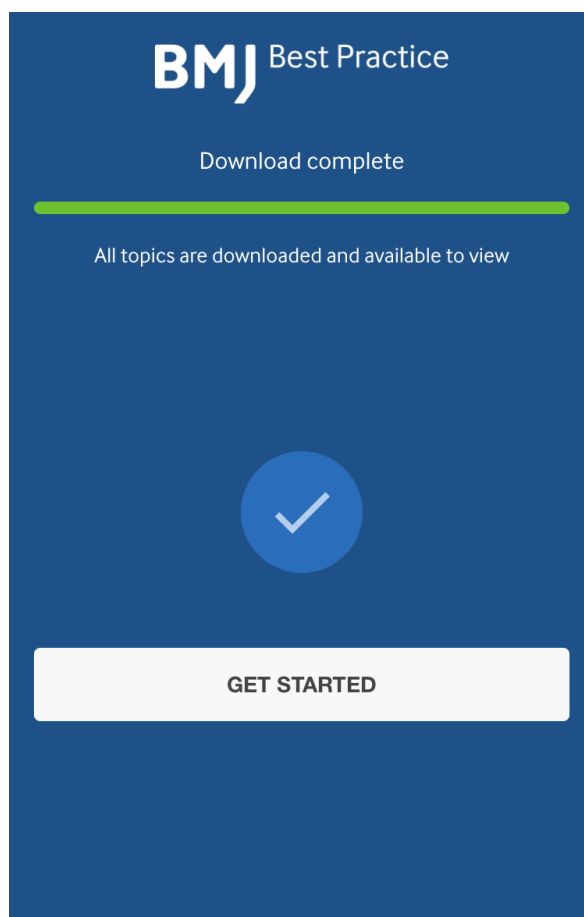 BMJ Best Practice
Download complete
All topics are downloaded and available to view
GET STARTED